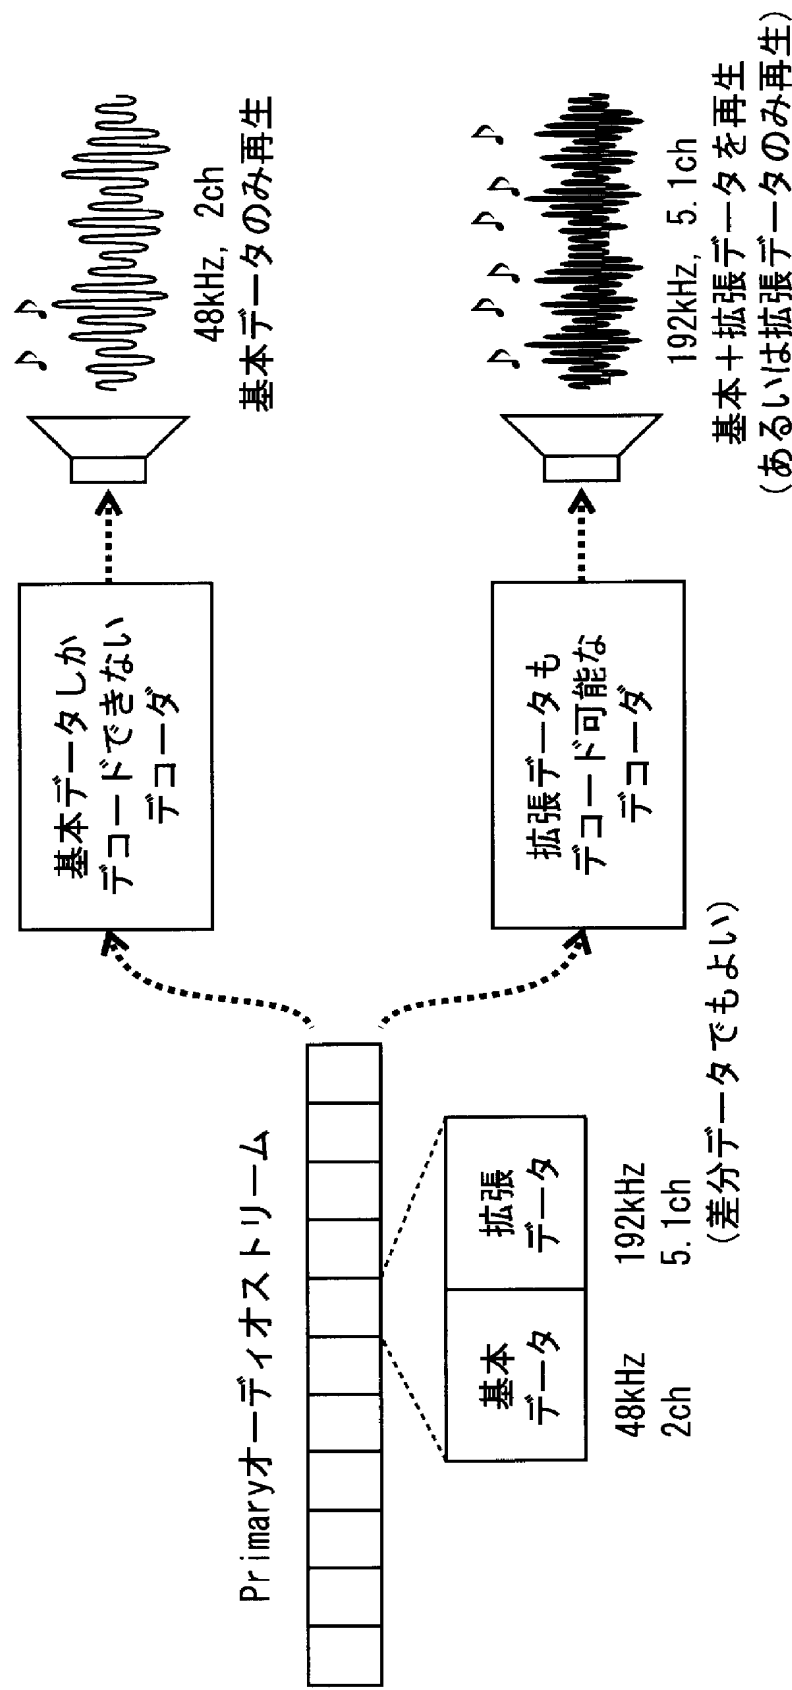 Primaryオーディオストリーム
基本
データ
拡張
データ
48kHz
2ch
192kHz
5.1ch
(差分データでもよい)
基本データしか
デコードできない
デコーダ
48kHz, 2ch
基本データのみ再生
拡張データも
デコード可能な
デコーダ
192kHz, 5.1ch
基本＋拡張データを再生
(あるいは拡張データのみ再生)